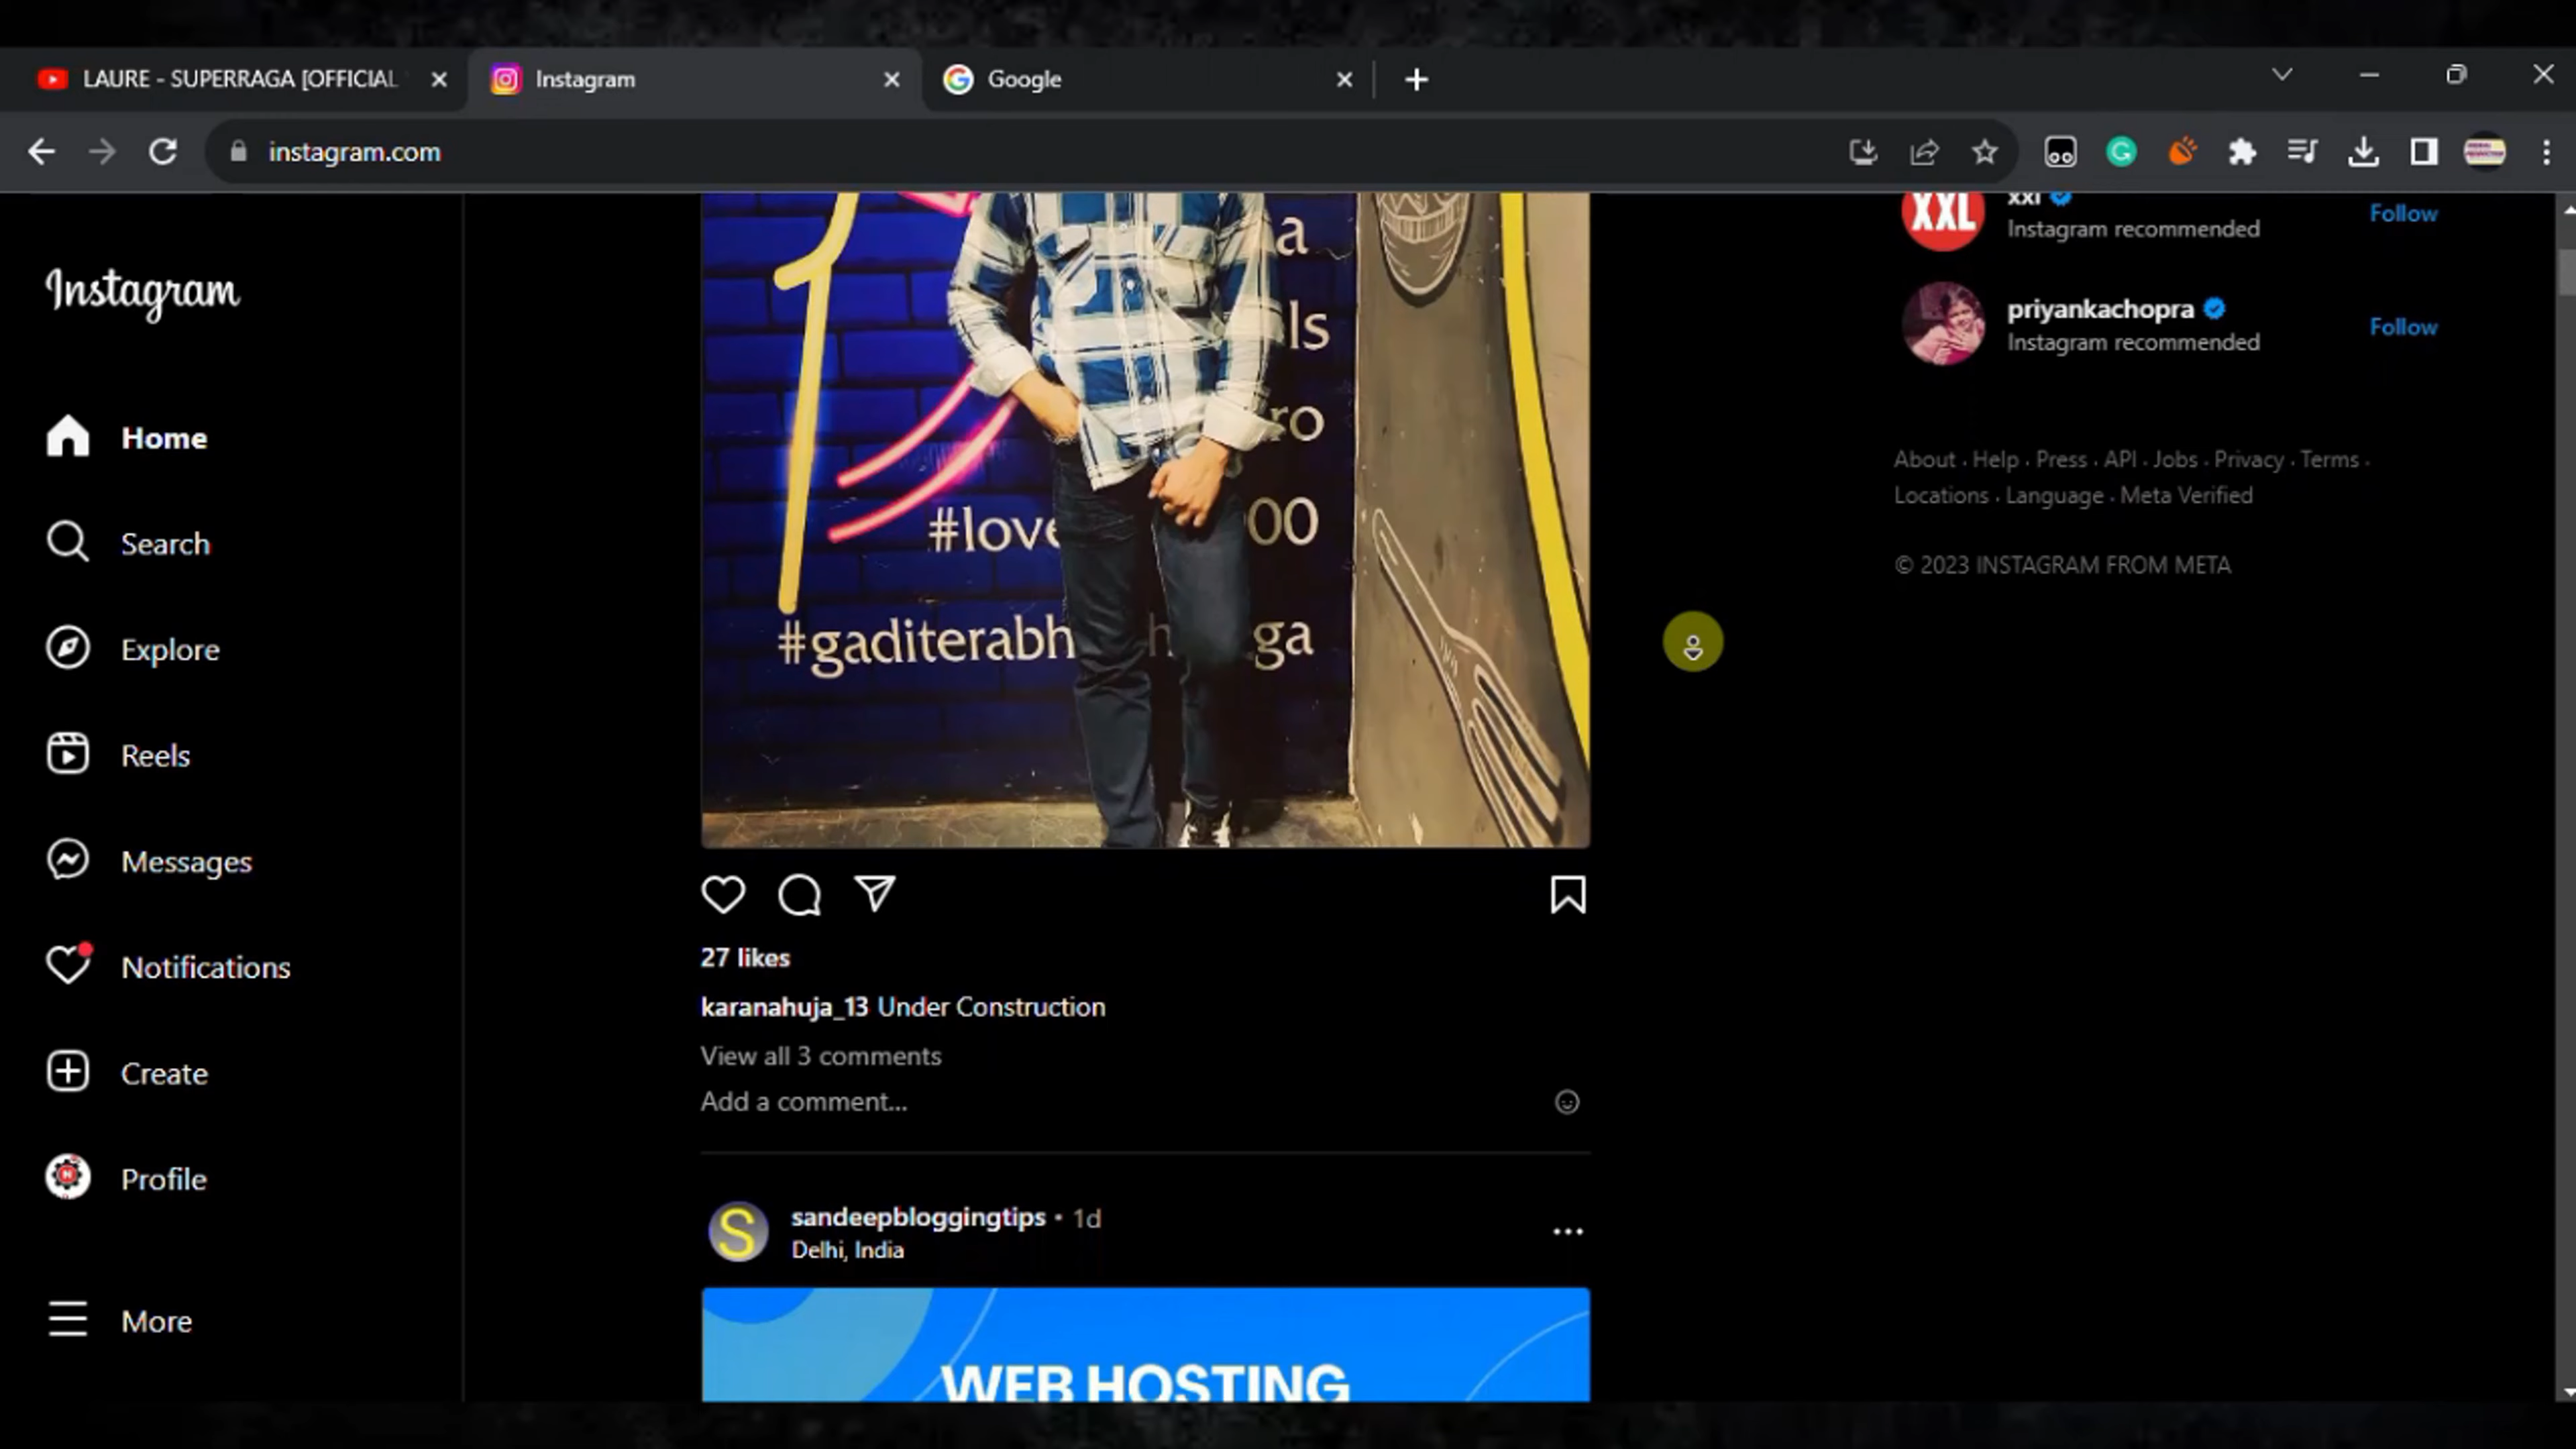 LAURE - SUPERRAGA [OFFICIAL
Instagram
Google
instagram.com
Instagram
Home
Search
Explore
Reels
Messages
Notifications
Create
Profile
More
a
ls
ro
#love 00
#gaditerabh h ga
27 likes
karanahuja_13 Under Construction
View all 3 comments
Add a comment...
S
sandeepbloggingtips • 1d
Delhi, India
WEB HOSTING
XXL
xxl
Instagram recommended
Follow
priyankachopra
Instagram recommended
Follow
About · Help · Press · API · Jobs · Privacy · Terms ·
Locations · Language · Meta Verified
© 2023 INSTAGRAM FROM META